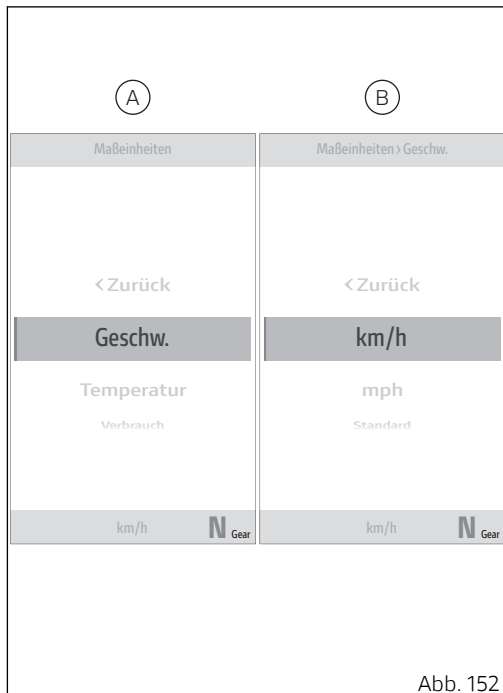 A
B
Maßeinheiten
< Zurück
Geschw.
Temperatur
Verbrauch
km/h
N Gear
Maßeinheiten > Geschw.
< Zurück
km/h
mph
Standard
km/h
N Gear
Abb. 152